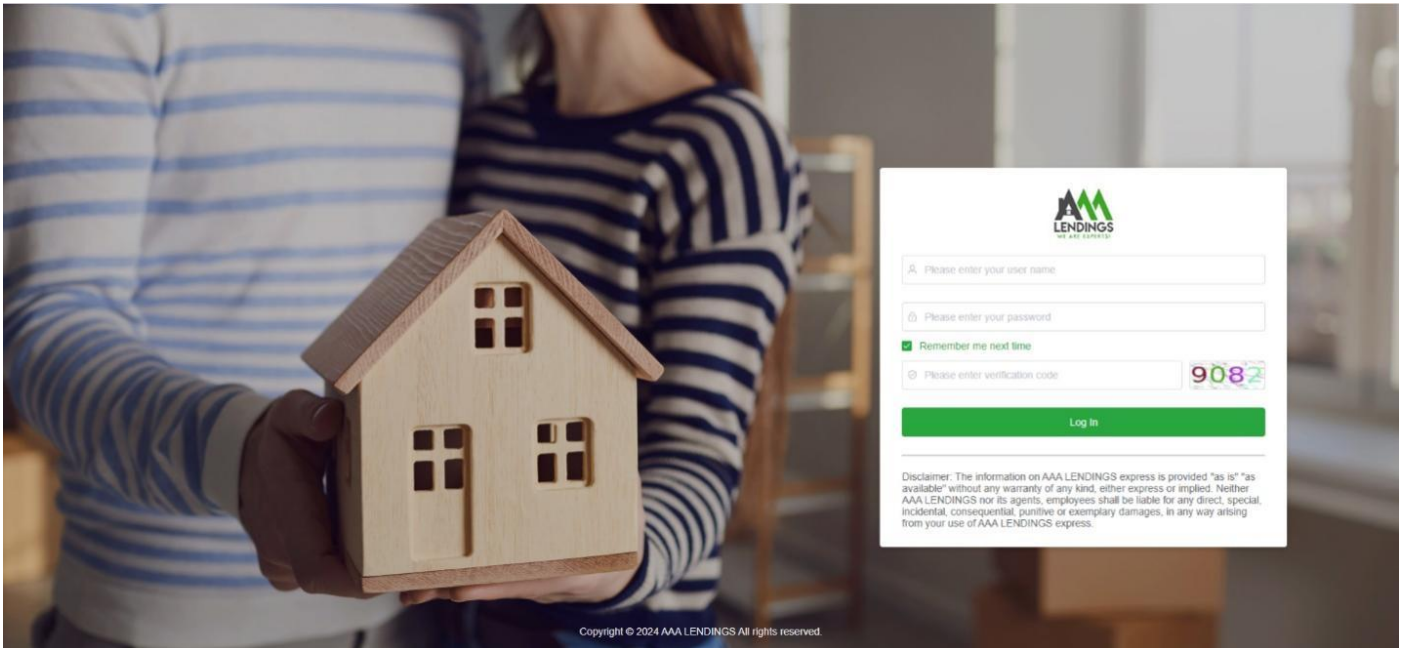 AAA
LENDINGS
WE ARE EXPERTS!
Please enter your user name
Please enter your password
Remember me next time
Please enter verification code
9082
Log In
Disclaimer: The information on AAA LENDINGS express is provided "as is" "as
available" without any warranty of any kind, either express or implied. Neither
AAA LENDINGS nor its agents, employees shall be liable for any direct, special,
incidental, consequential, punitive or exemplary damages, in any way arising
from your use of AAA LENDINGS express.
Copyright © 2024 AAA LENDINGS All rights reserved.